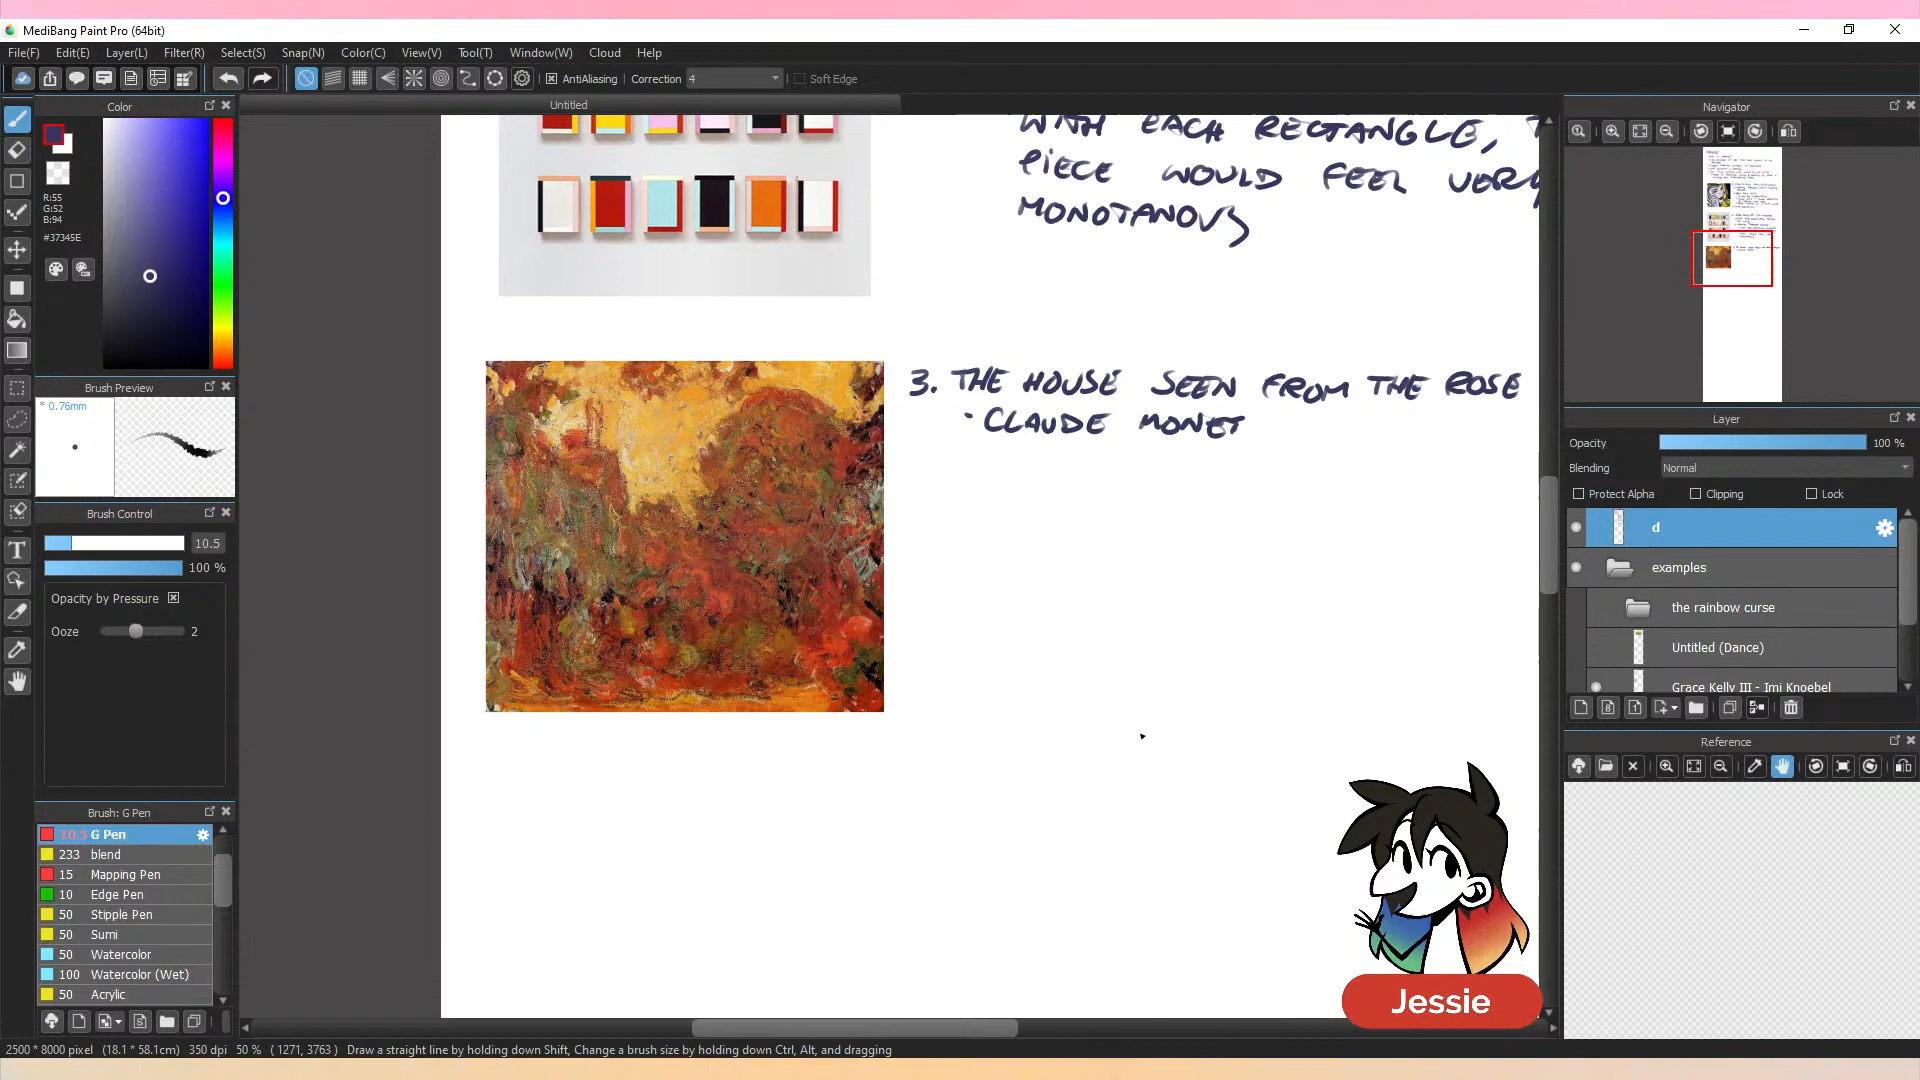 MediBang Paint Pro (64bit)
File(F) Edit(E) Layer(L) Filter(R) Select(S) Snap(N) Color(C) View(V) Tool(T) Window(W) Cloud Help
AntiAliasing Correction 4 Soft Edge
Color
Untitled
Navigator
R:55
G:52
B:94
#37345E
WITH EACH RECTANGLE,
PIECE WOULD FEEL VERY
MONOTANOUS
3. THE HOUSE SEEN FROM THE ROSE
- CLAUDE MONET
Brush Preview
* 0.76mm
Brush Control
10.5
100 %
Opacity by Pressure
Ooze 2
Brush: G Pen
10.5 G Pen
233 blend
15 Mapping Pen
10 Edge Pen
50 Stipple Pen
50 Sumi
50 Watercolor
100 Watercolor (Wet)
50 Acrylic
Layer
Opacity 100 %
Blending Normal
Protect Alpha Clipping Lock
d
examples
the rainbow curse
Untitled (Dance)
Grace Kelly III - Imi Knoebel
Reference
Jessie
2500 * 8000 pixel (18.1 * 58.1cm) 350 dpi 50 % ( 1271, 3763 ) Draw a straight line by holding down Shift, Change a brush size by holding down Ctrl, Alt, and dragging